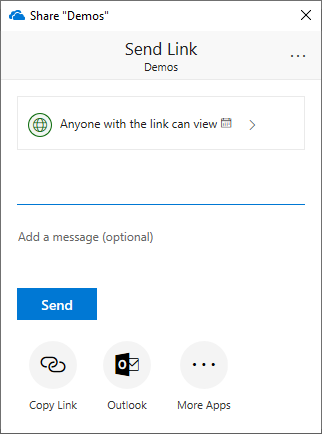 Share "Demos"
Send Link
Demos
Anyone with the link can view
Add a message (optional)
Send
Copy Link
Outlook
More Apps